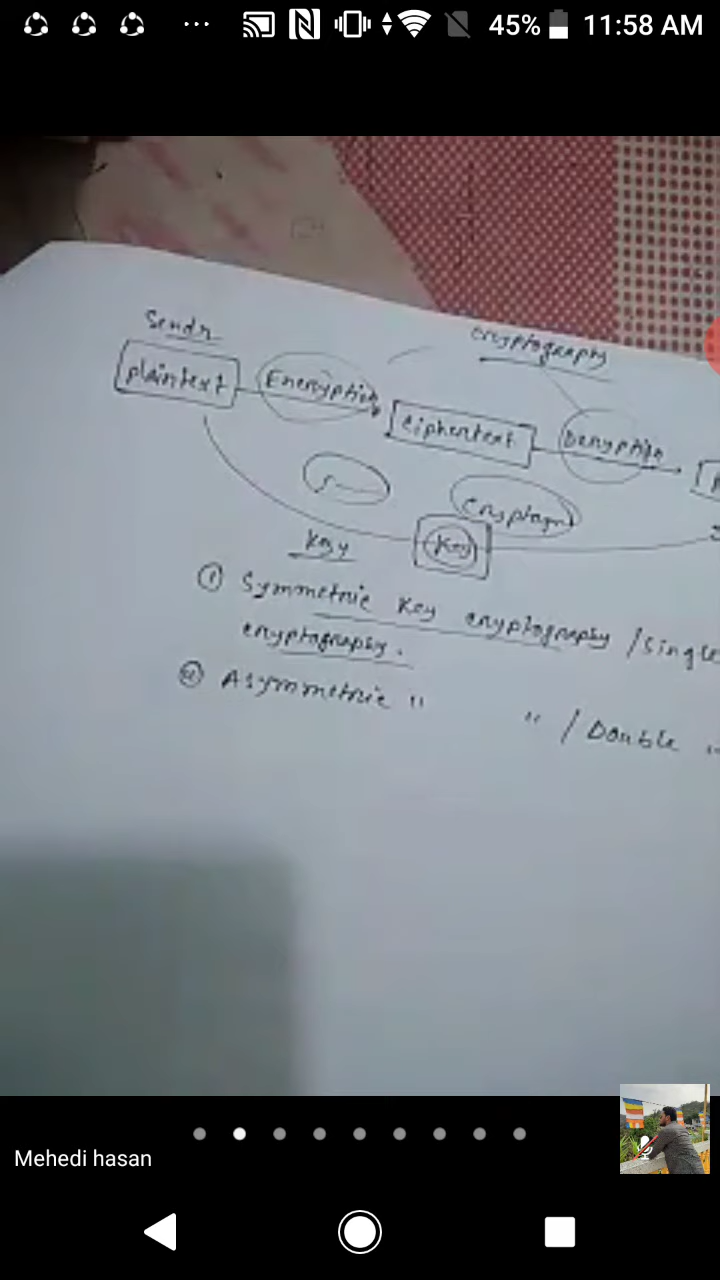 45% 11:58 AM
Sendr
cryptography
plaintext
Encryption
Ciphertext
Decryption
Cryptogr
Key
Key
① Symmetric Key cryptography / Single
cryptography.
② Asymmetric " " / Double "
Mehedi hasan